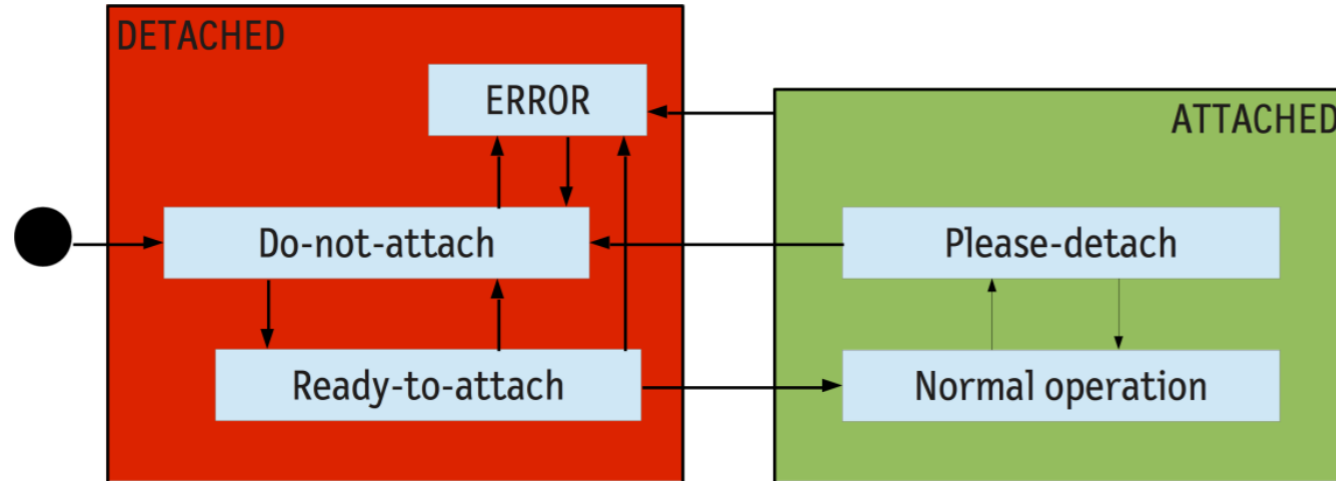 DETACHED
ERROR
ATTACHED
Do-not-attach
Please-detach
Ready-to-attach
Normal operation